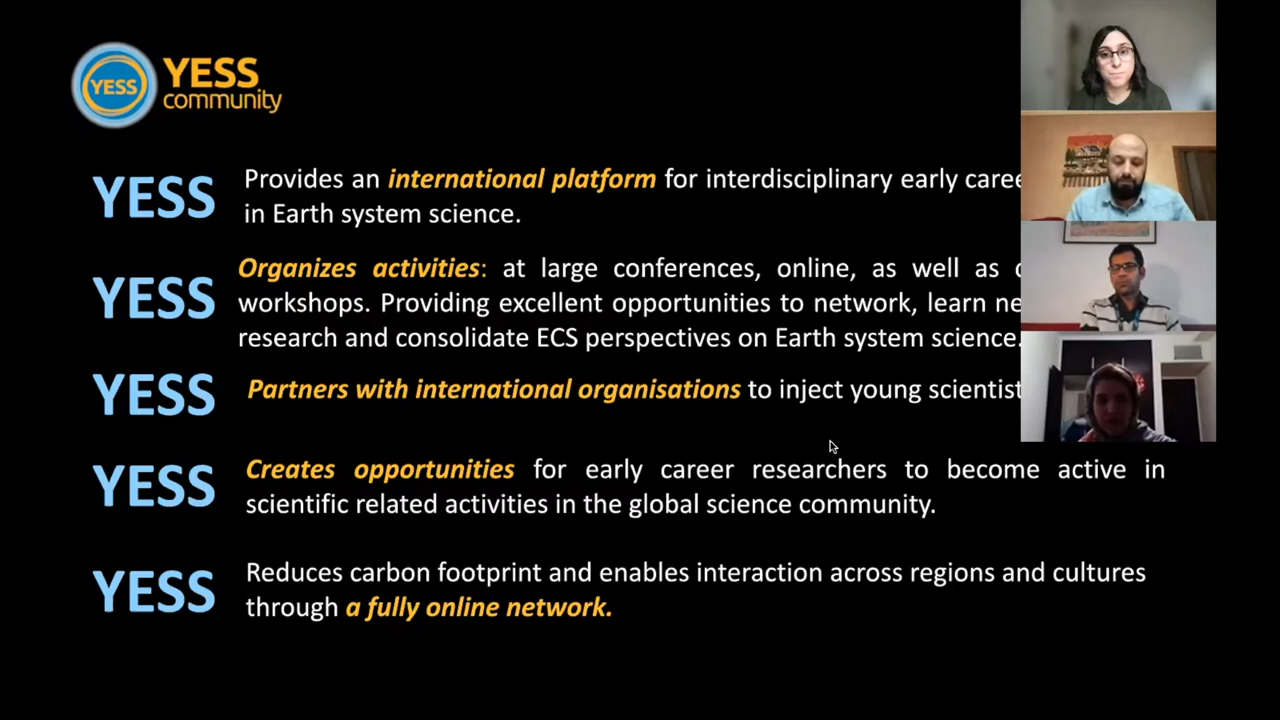 YESS
YESS
community
YESS
Provides an international platform for interdisciplinary early
in Earth system science.
YESS
Organizes activities: at large conferences, online, as well as
workshops. Providing excellent opportunities to network, learn
research and consolidate ECS perspectives on Earth system science.
YESS
Partners with international organisations to inject young
YESS
Creates opportunities for early career researchers to become active in
scientific related activities in the global science community.
YESS
Reduces carbon footprint and enables interaction across regions and cultures
through a fully online network.